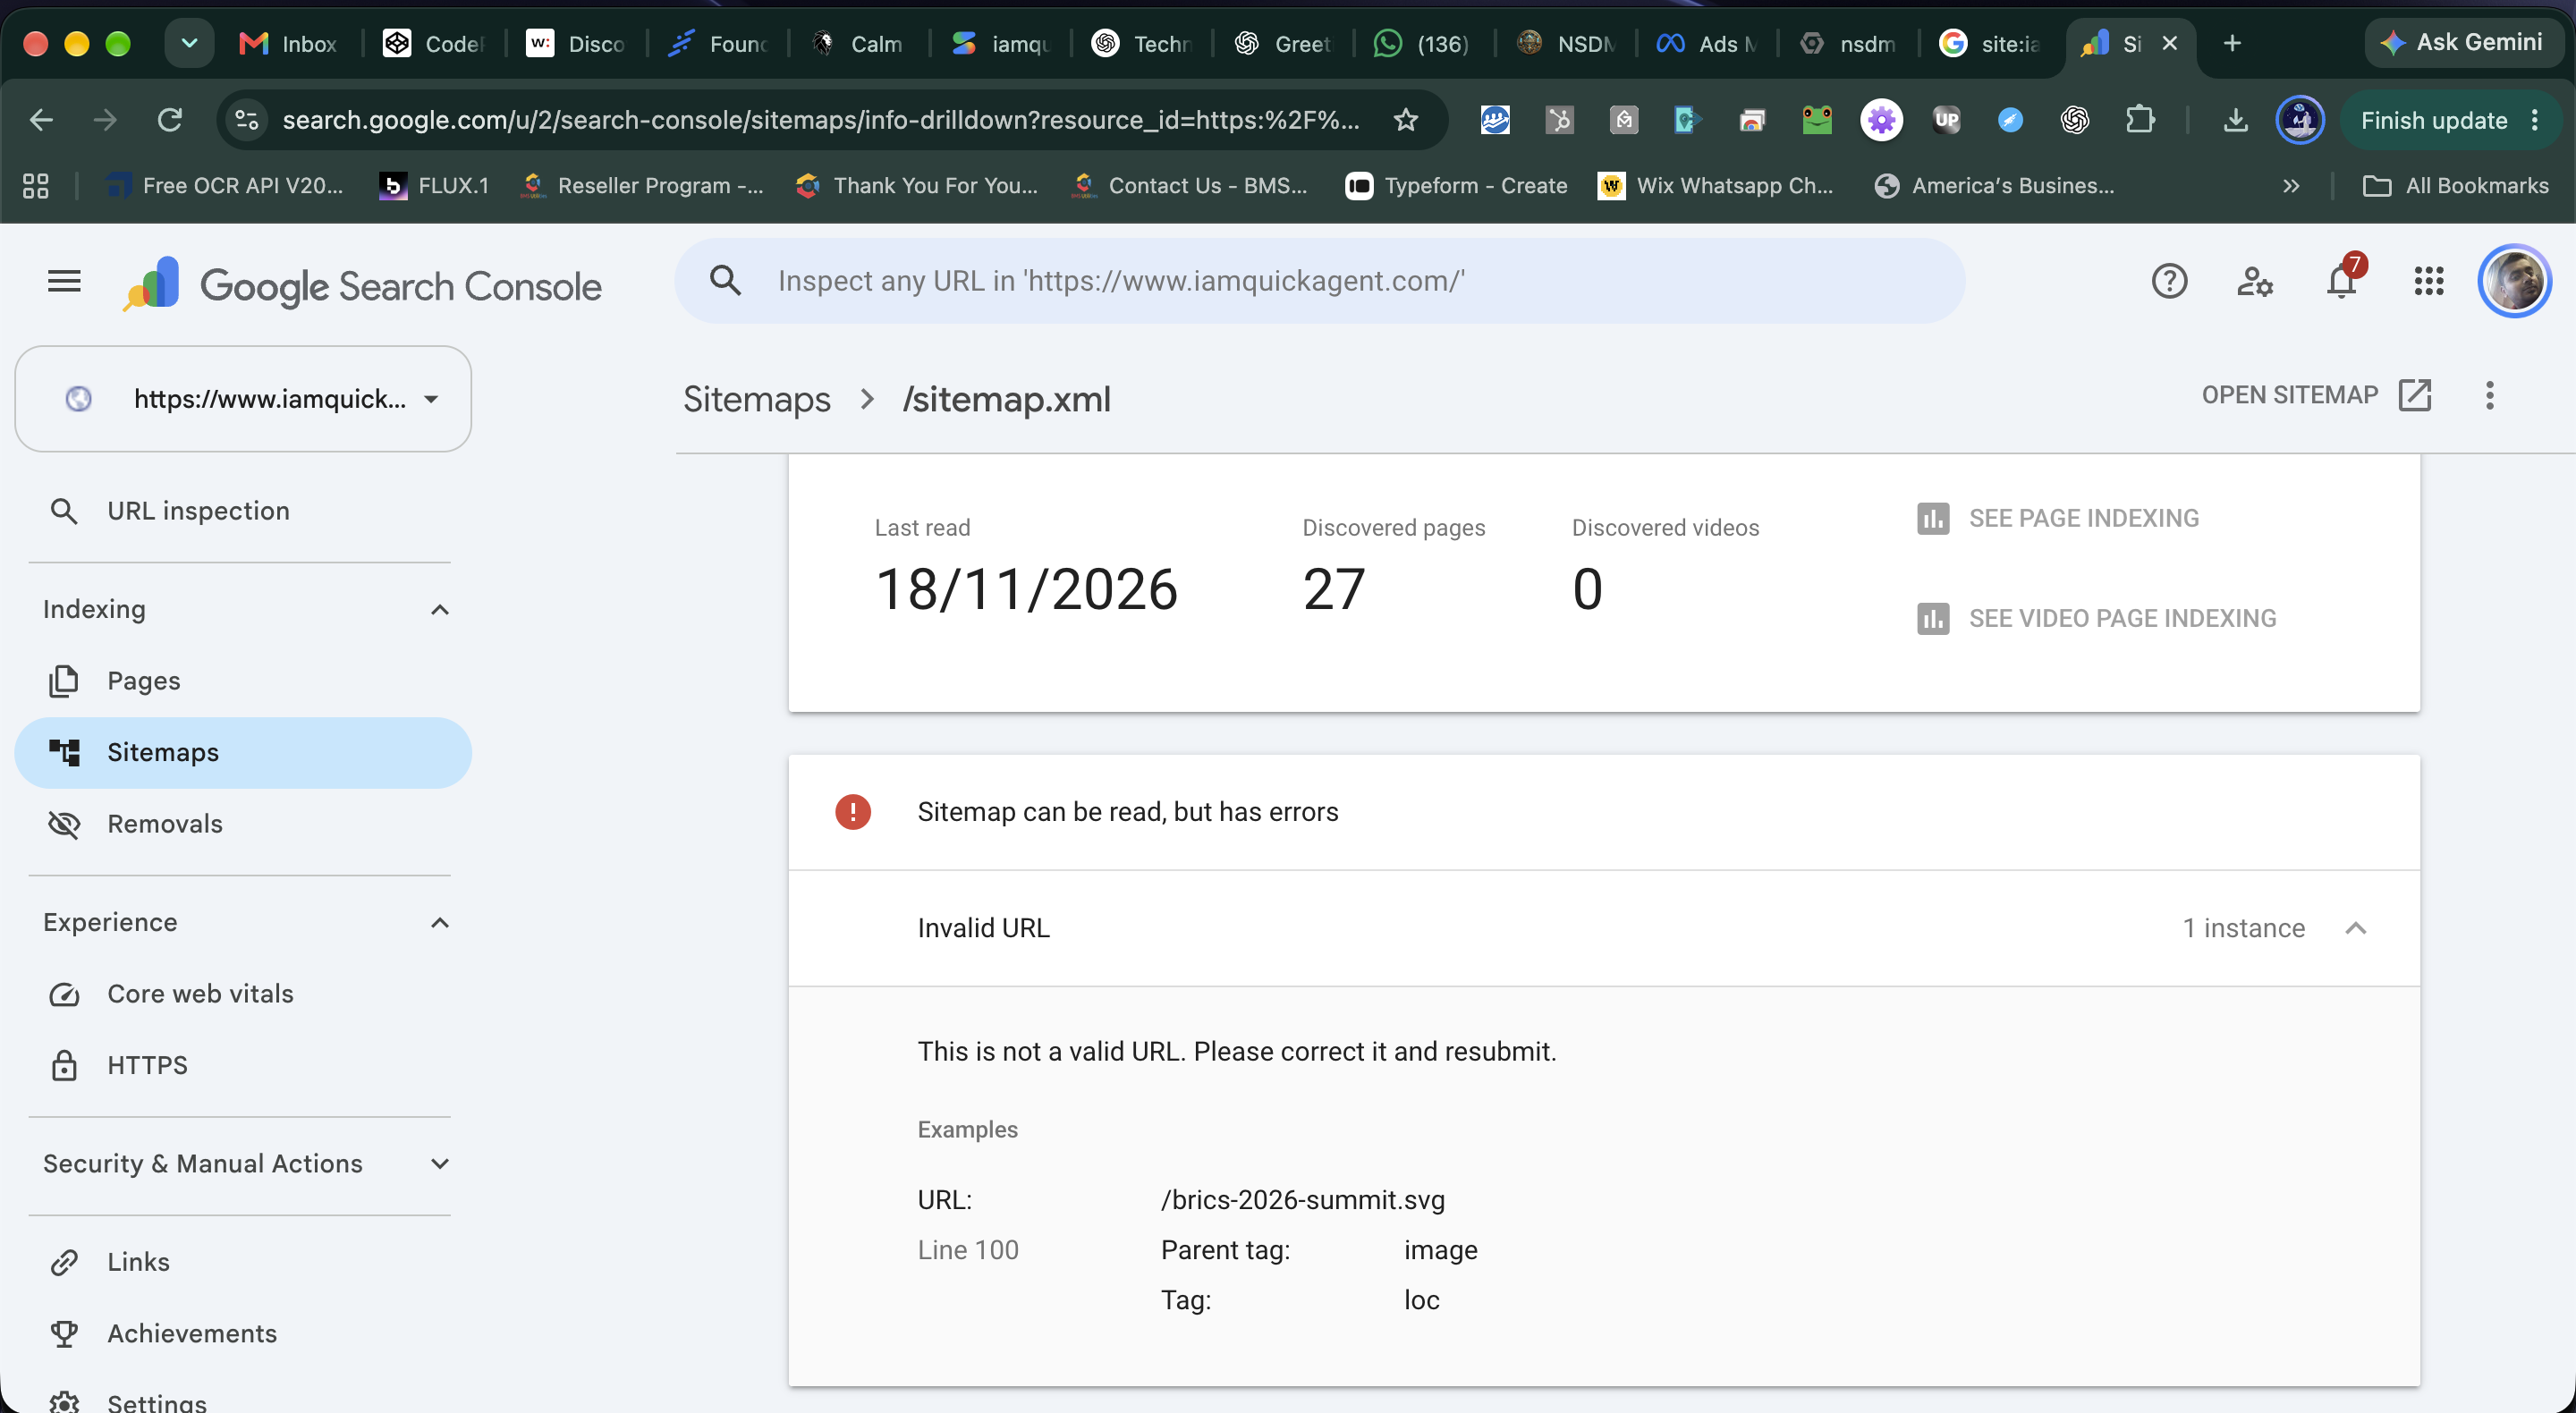 Inbox
CodeP
Disco
Found
Calm
iamqu
Techn
Greeti
(136)
NSDM
Ads M
nsdm
site:ia
Si
Ask Gemini
search.google.com/u/2/search-console/sitemaps/info-drilldown?resource_id=https:%2F%...
UP
Finish update
Free OCR API V20...
FLUX.1
Reseller Program -...
Thank You For You...
Contact Us - BMS...
Typeform - Create
Wix Whatsapp Ch...
America's Busines...
All Bookmarks
Google Search Console
Inspect any URL in 'https://www.iamquickagent.com/'
7
https://www.iamquick...
Sitemaps
/sitemap.xml
OPEN SITEMAP
URL inspection
Indexing
Pages
Sitemaps
Removals
Experience
Core web vitals
HTTPS
Security & Manual Actions
Links
Achievements
Settings
Last read
18/11/2026
Discovered pages
27
Discovered videos
0
SEE PAGE INDEXING
SEE VIDEO PAGE INDEXING
Sitemap can be read, but has errors
Invalid URL
1 instance
This is not a valid URL. Please correct it and resubmit.
Examples
URL:
/brics-2026-summit.svg
Line 100
Parent tag:
image
Tag:
loc